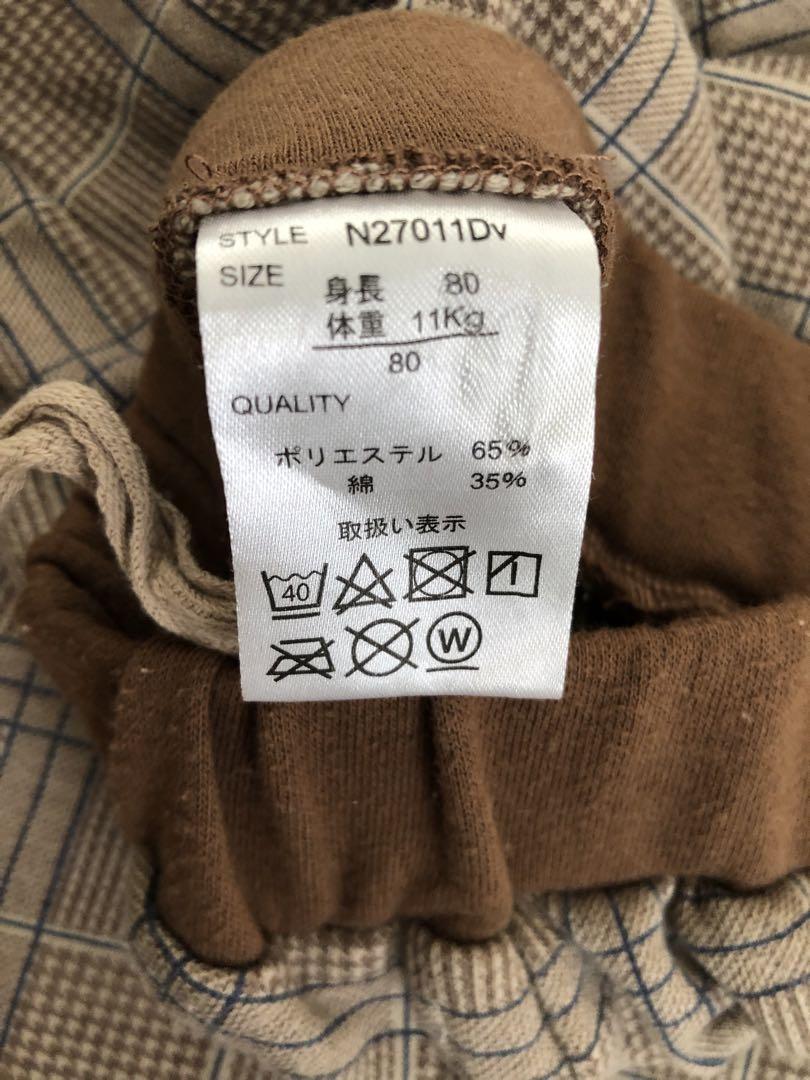 STYLE N27011Dv
SIZE 身長 80
体重 11Kg
80
QUALITY
ポリエステル 65%
綿 35%
取扱い表示
40
W